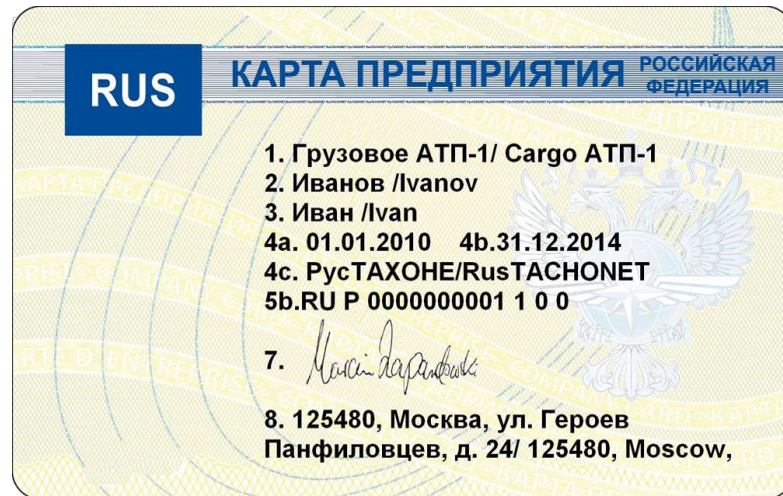 RUS
КАРТА ПРЕДПРИЯТИЯ РОССИЙСКАЯ
ФЕДЕРАЦИЯ
1. Грузовое АТП-1/ Cargo АТП-1
2. Иванов /Ivanov
3. Иван /Ivan
4a. 01.01.2010 4b.31.12.2014
4c. РусТАХОНЕ/RusTACHONET
5b.RU P 0000000001 1 0 0
7.
8. 125480, Москва, ул. Героев
Панфиловцев, д. 24/ 125480, Moscow,